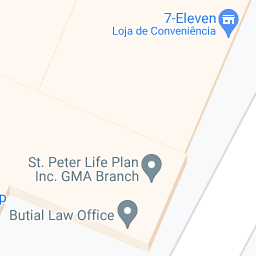 7-Eleven
Loja de Conveniência
St. Peter Life Plan
Inc. GMA Branch
p
Butial Law Office